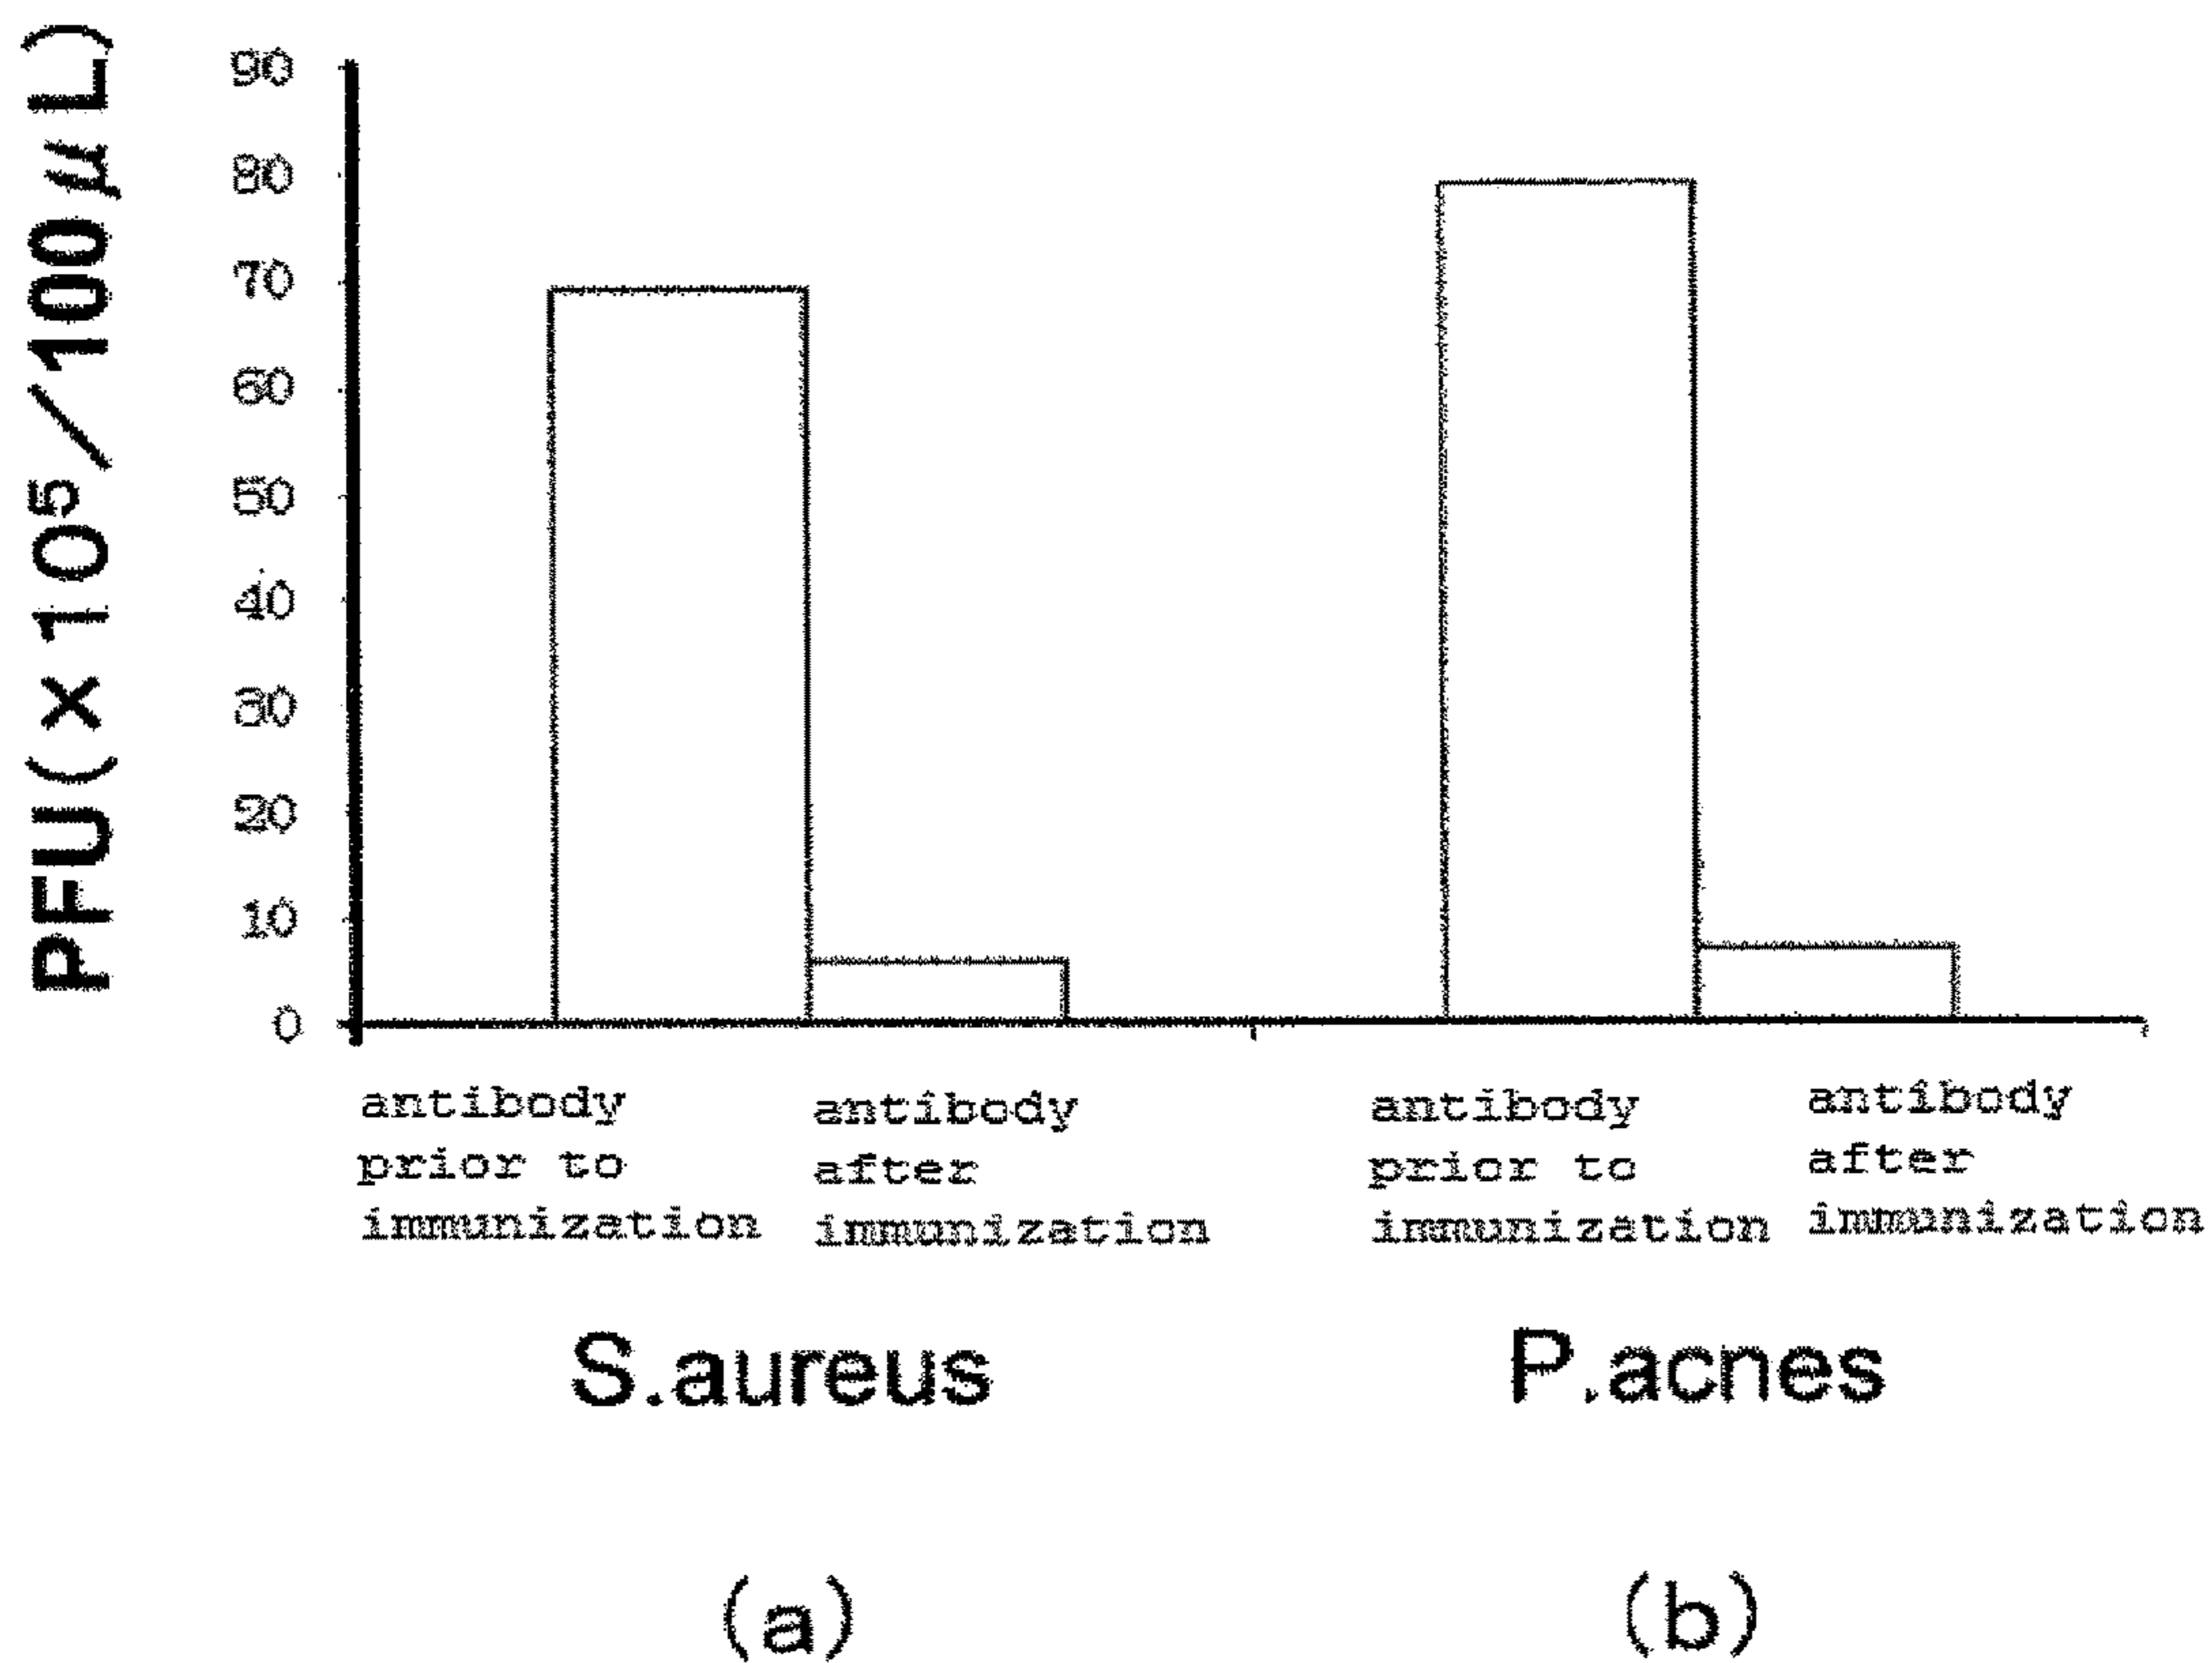 PFU(×10⁵/100μL)
90
80
70
60
50
40
30
20
10
0
antibody
prior to
immunization
antibody
after
immunization
antibody
prior to
immunization
antibody
after
immunization
S.aureus
P.acnes
(a)
(b)